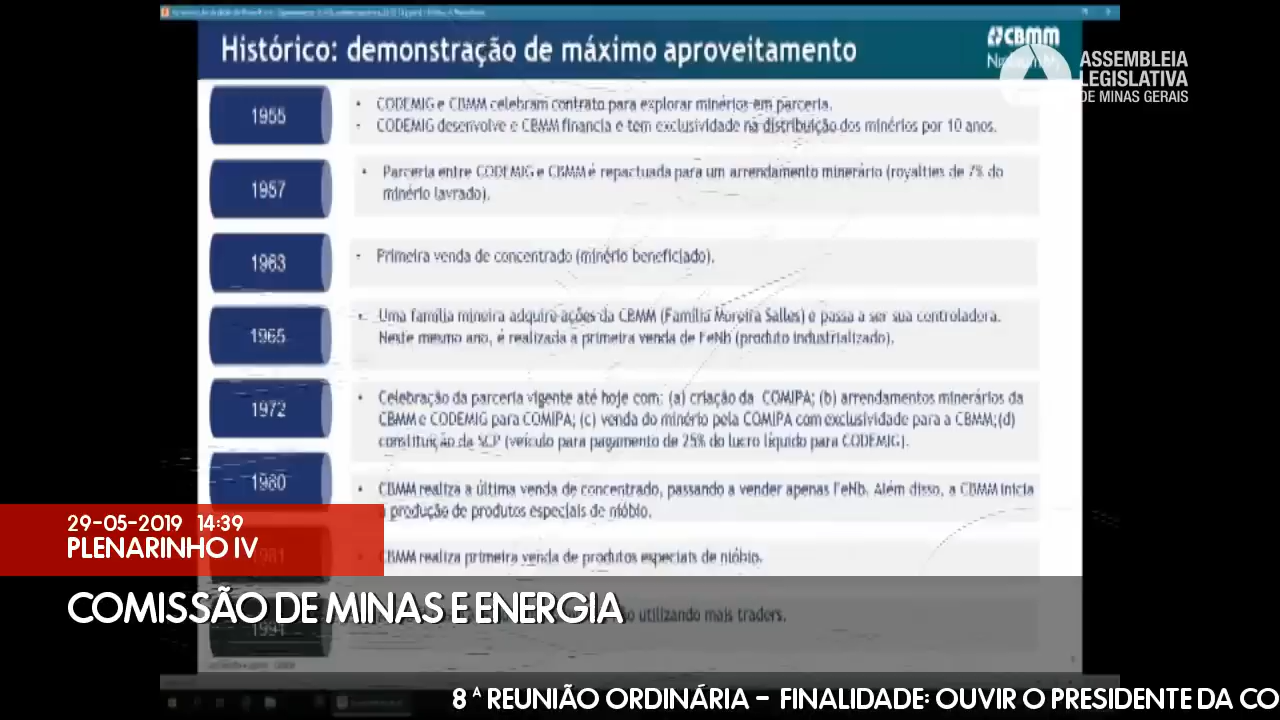 Histórico: demonstração de máximo aproveitamento
CBMM
ASSEMBLEIA
LEGISLATIVA
DE MINAS GERAIS
1955
• CODEMIG e CBMM celebram contrato para explorar minérios em parceria.
• CODEMIG desenvolve e CBMM financia e tem exclusividade na distribuição dos minérios por 10 anos.
1957
• Parceria entre CODEMIG e CBMM é repactuada para um arrendamento minerário (royalties de 7% do
minério lavrado).
1963
• Primeira venda de concentrado (minério beneficiado).
1965
• Uma família mineira adquire ações da CBMM (Família Moreira Salles) e passa a ser sua controladora.
Neste mesmo ano, é realizada a primeira venda de FeNb (produto industrializado).
1972
• Celebração da parceria vigente até hoje com: (a) criação da COMIPA; (b) arrendamentos minerários da
CBMM e CODEMIG para COMIPA; (c) venda do minério pela COMIPA com exclusividade para a CBMM;(d)
constituição da SCP (veículo para pagamento de 25% do lucro líquido para CODEMIG).
1980
• CBMM realiza a última venda de concentrado, passando a vender apenas FeNb. Além disso, a CBMM inicia
a produção de produtos especiais de nióbio.
1981
• CBMM realiza primeira venda de produtos especiais de nióbio.
utilizando mais traders.
29-05-2019 14:39
PLENARINHO IV
COMISSÃO DE MINAS E ENERGIA
8ª REUNIÃO ORDINÁRIA - FINALIDADE: OUVIR O PRESIDENTE DA CO